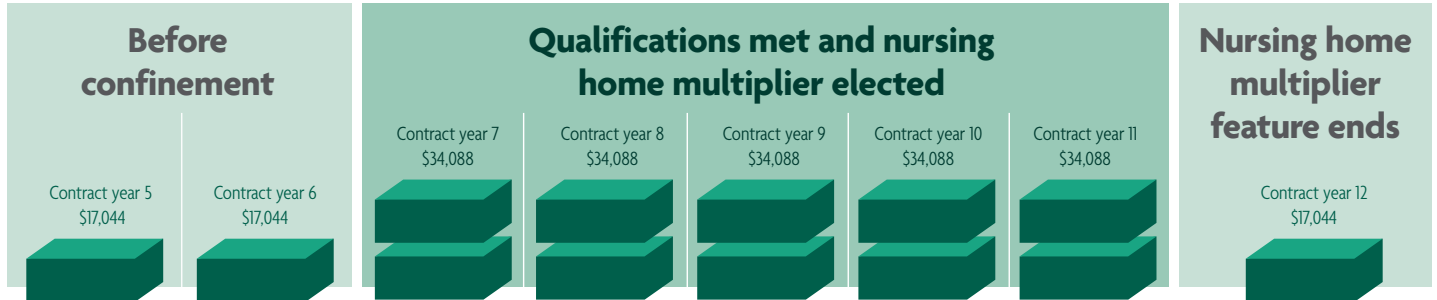 Before
confinement
Contract year 5
$17,044
Contract year 6
$17,044
Qualifications met and nursing
home multiplier elected
Contract year 7
$34,088
Contract year 8
$34,088
Contract year 9
$34,088
Contract year 10
$34,088
Contract year 11
$34,088
Nursing home
multiplier
feature ends
Contract year 12
$17,044